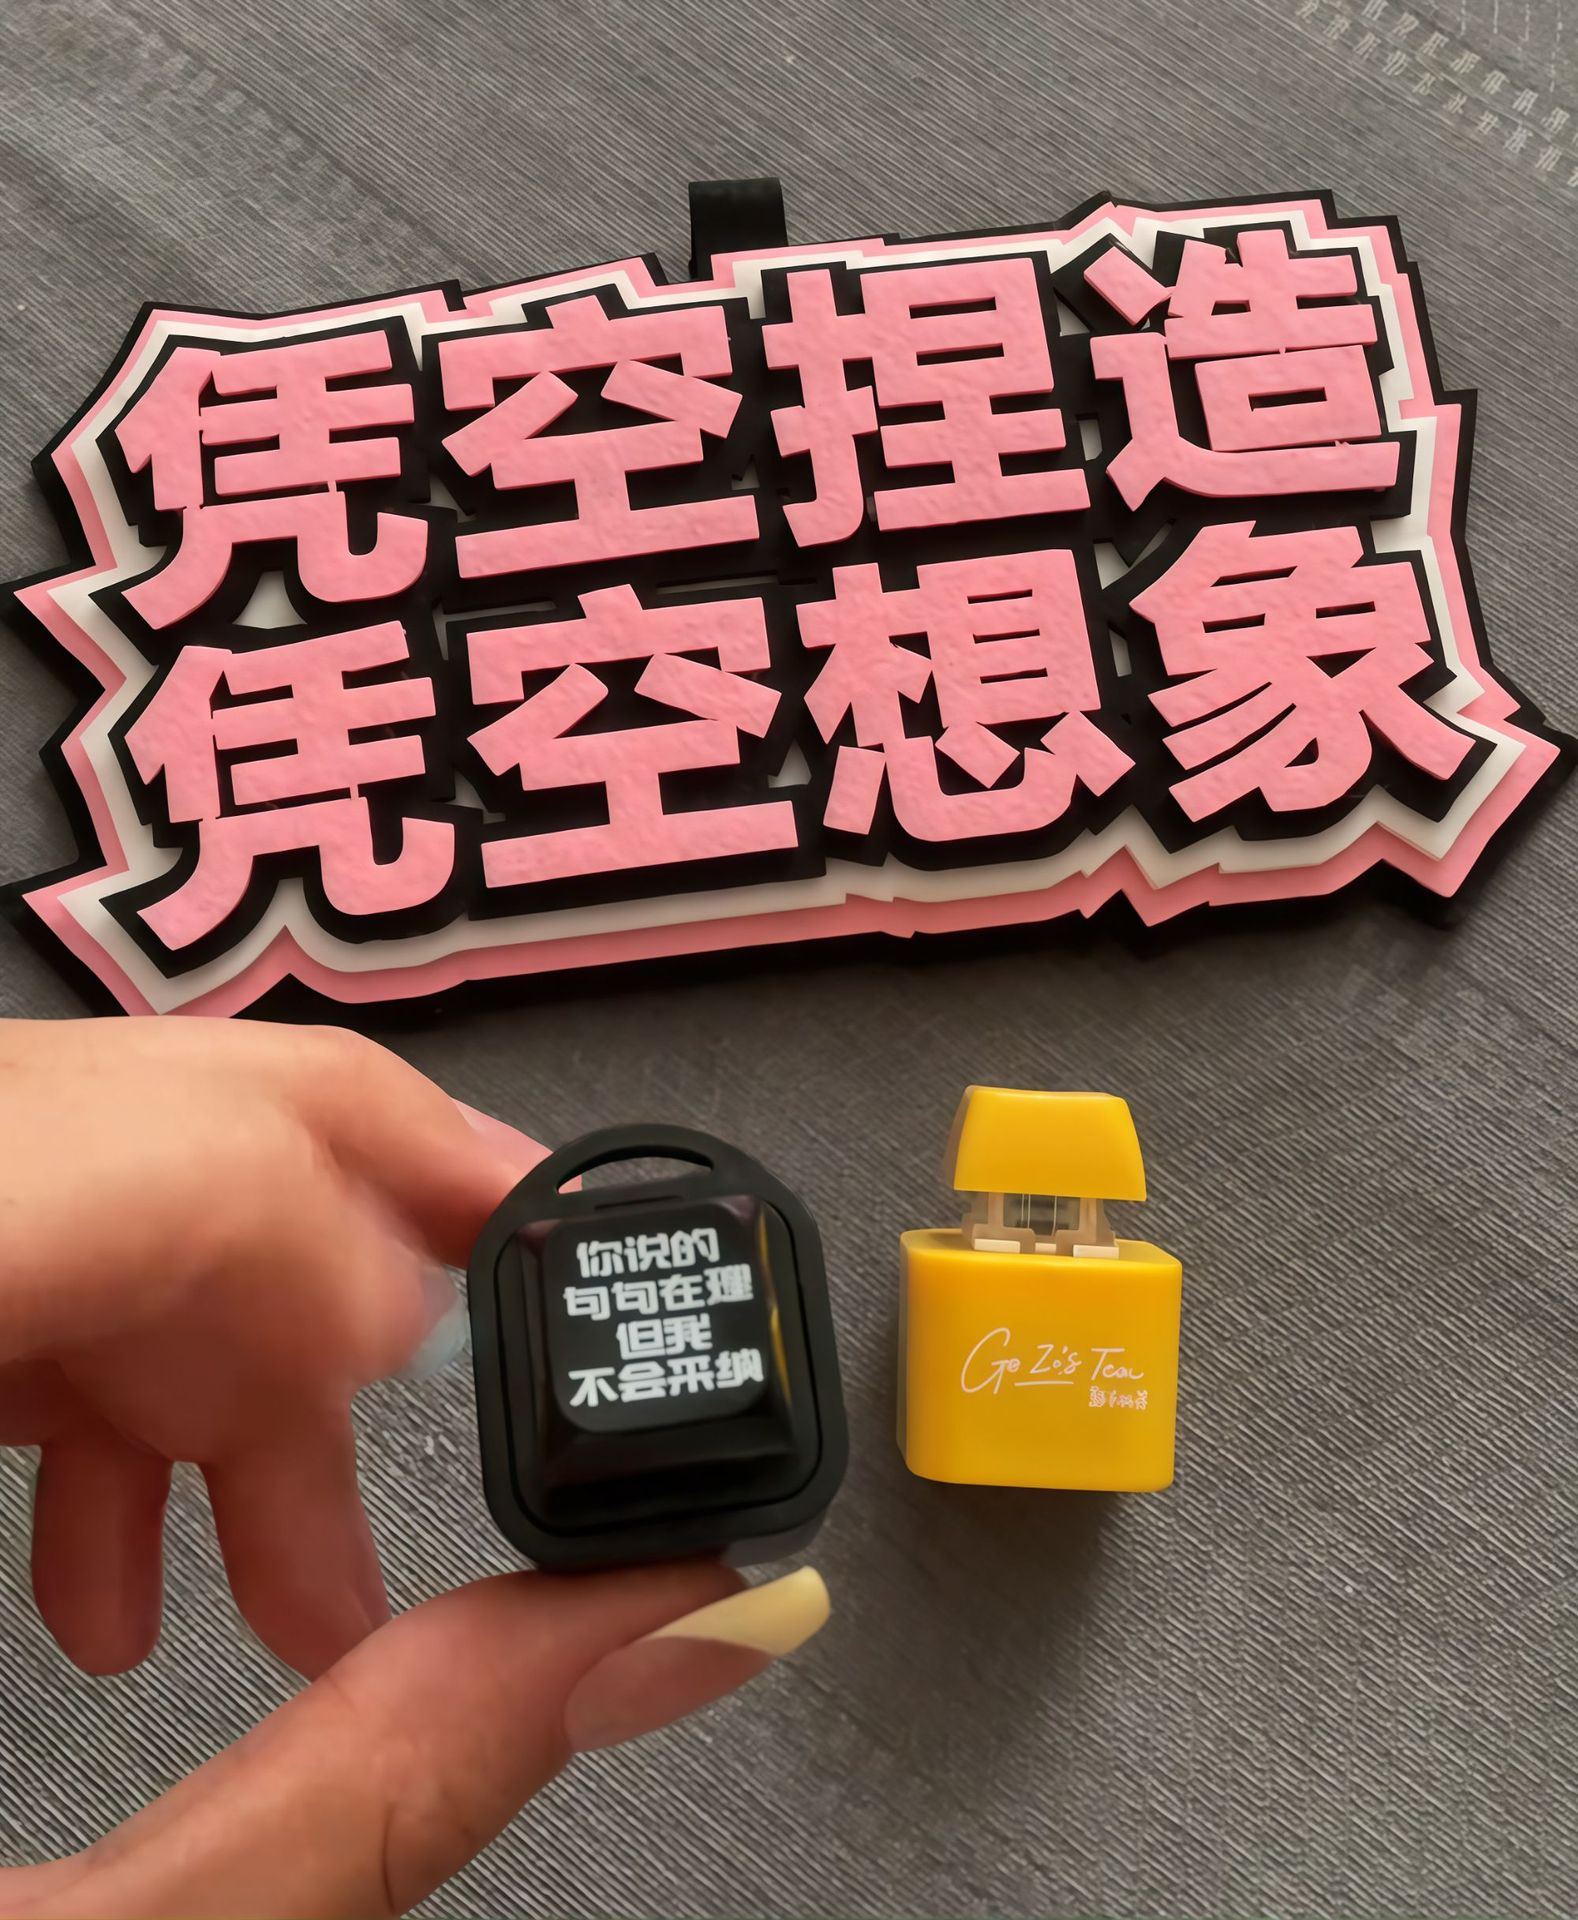 凭空捏造
凭空想象
你说的
句句在理
但我
不会采纳
Go Zo's Tea